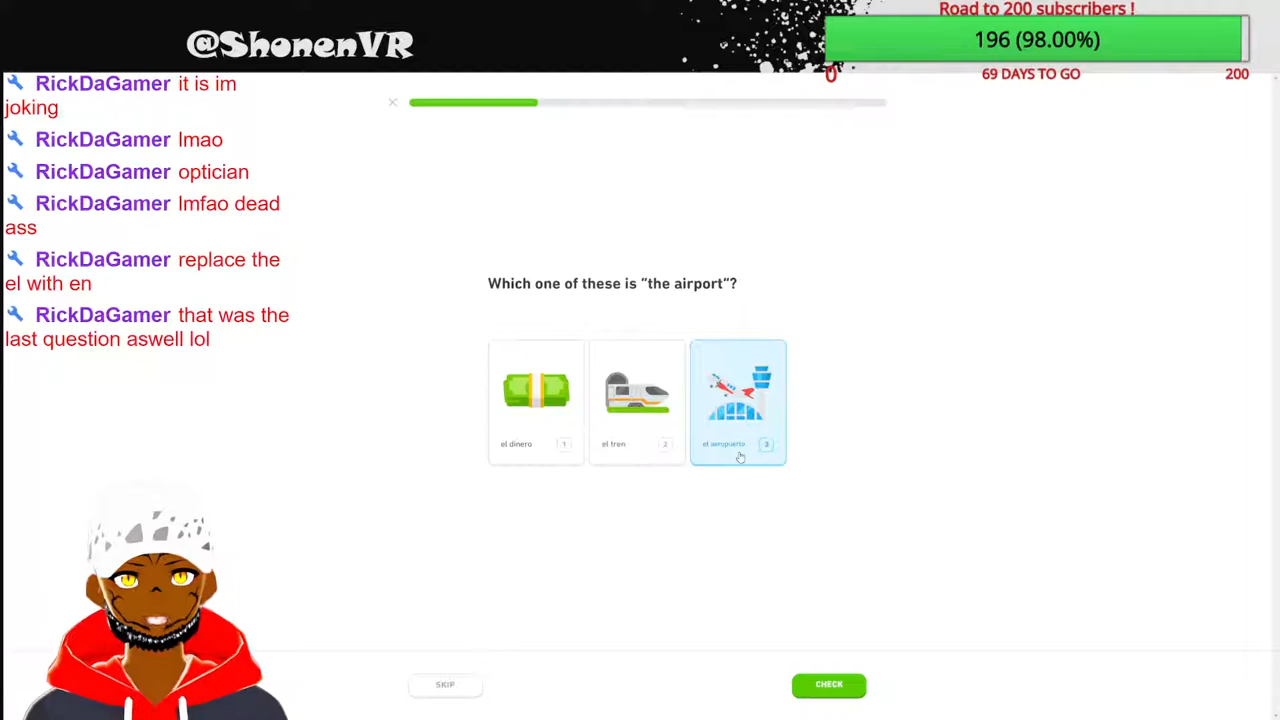 @ShonenVR
Road to 200 subscribers !
196 (98.00%)
0
69 DAYS TO GO
200
RickDaGamer it is im
joking
RickDaGamer lmao
RickDaGamer optician
RickDaGamer lmfao dead
ass
RickDaGamer replace the
el with en
RickDaGamer that was the
last question aswell lol
Which one of these is "the airport"?
el dinero 1
el tren 2
el aeropuerto 3
SKIP
CHECK